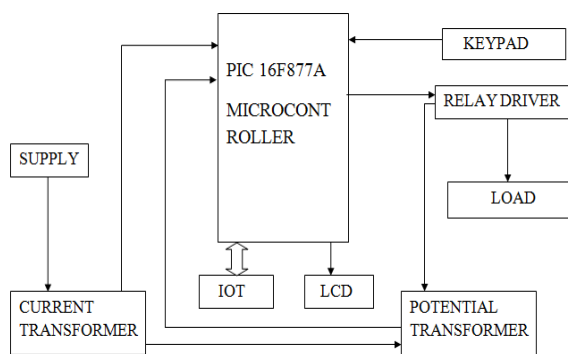 KEYPAD
PIC 16F877A
MICROCONT
ROLLER
RELAY DRIVER
SUPPLY
LOAD
IOT
LCD
CURRENT
TRANSFORMER
POTENTIAL
TRANSFORMER